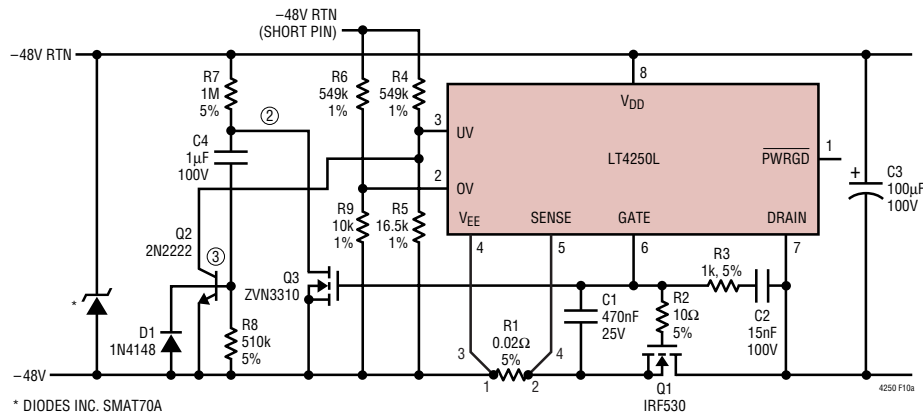 −48V RTN
(SHORT PIN)
−48V RTN
R7
1M
5%
R6
549k
1%
R4
549k
1%
8
V_DD
②
3
UV
LT4250L
PWRGD
1
C4
1µF
100V
2
OV
+
C3
100µF
100V
R9
10k
1%
R5
16.5k
1%
V_EE
SENSE
GATE
DRAIN
4
5
6
7
Q2
2N2222
③
Q3
ZVN3310
R3
1k, 5%
*
D1
1N4148
R8
510k
5%
R1
0.02Ω
5%
C1
470nF
25V
R2
10Ω
5%
C2
15nF
100V
3
4
−48V
1
2
Q1
IRF530
4250 F10a
* DIODES INC. SMAT70A